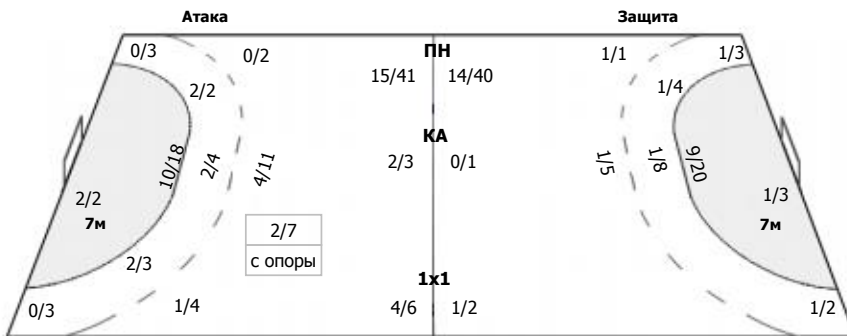 Атака Защита
0/3 0/2 ПН 1/1 1/3
15/41 14/40
2/2 1/4
КА
10/18 2/4 4/11 2/3 0/1 1/5 1/8 9/20
2/2 1/3
7м 7м
2/7
с опоры
2/3
1x1
0/3 1/4 4/6 1/2 1/2